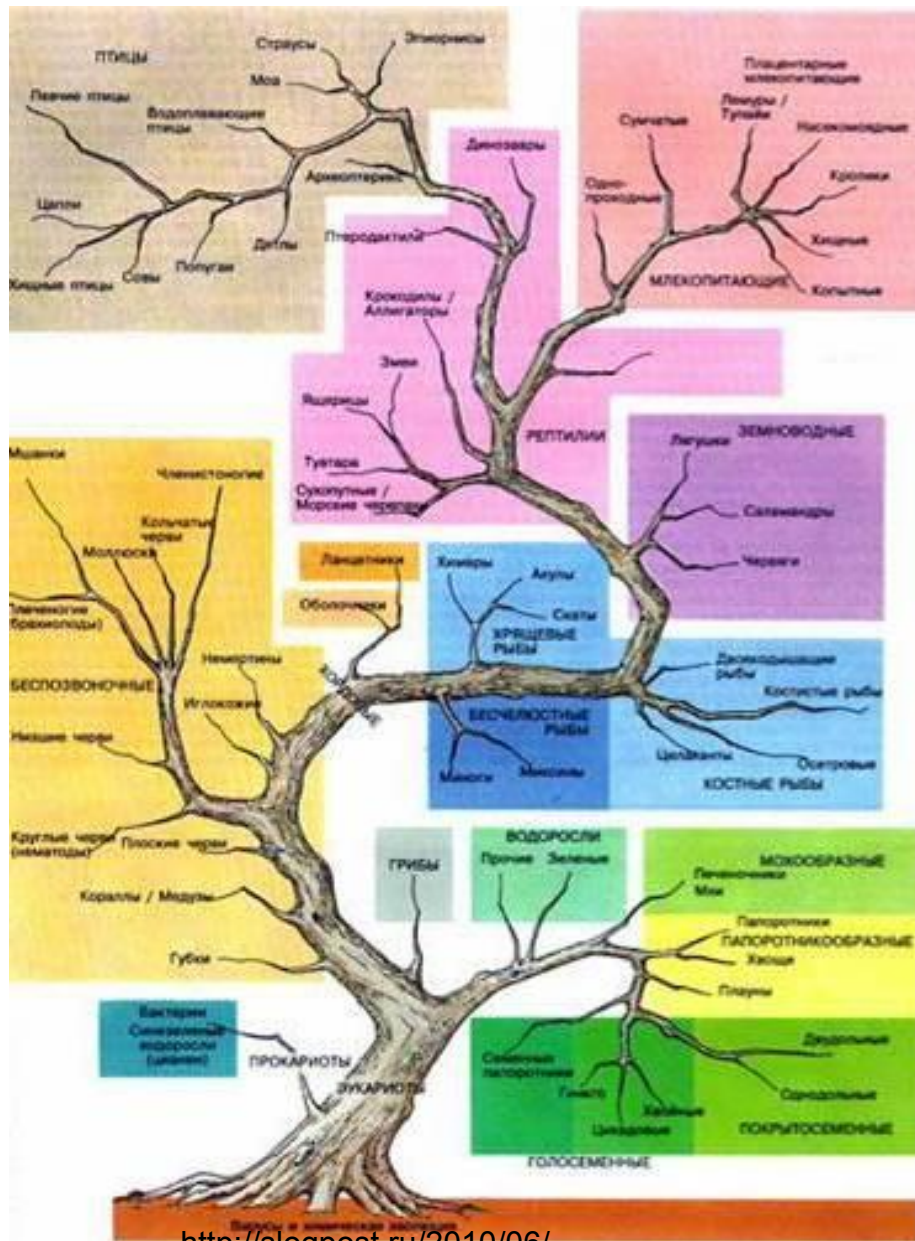 ПТИЦЫ
Страусы
Эпиорнисы
Моа
Певчие птицы
Водоплавающие
птицы
Археоптерикс
Цапли
Хищные птицы
Совы
Попугаи
Дятлы
Динозавры
Птеродактили
Плацентарные
млекопитающие
Лемуры /
Тупайи
Сумчатые
Насекомоядные
Одно-
проходные
Кролики
Хищные
МЛЕКОПИТАЮЩИЕ
Копытные
Крокодилы /
Аллигаторы
Змеи
Ящерицы
РЕПТИЛИИ
Туатара
Сухопутные /
Морские черепахи
ЗЕМНОВОДНЫЕ
Лягушки
Саламандры
Червяги
Мшанки
Членистоногие
Кольчатые
черви
Моллюски
Плеченогие
(брахиоподы)
БЕСПОЗВОНОЧНЫЕ
Немертины
Иглокожие
Низшие черви
Круглые черви
(нематоды)
Плоские черви
Кораллы / Медузы
Губки
Ланцетники
Оболочники
ХОРДОВЫЕ
Химеры
Акулы
Скаты
ХРЯЩЕВЫЕ
РЫБЫ
БЕСЧЕЛЮСТНЫЕ
РЫБЫ
Миноги
Миксины
Двоякодышащие
рыбы
Костистые рыбы
Целаканты
Осетровые
КОСТНЫЕ РЫБЫ
ГРИБЫ
ВОДОРОСЛИ
Прочие Зеленые
МОХООБРАЗНЫЕ
Печеночники
Мхи
Папоротники
ПАПОРОТНИКООБРАЗНЫЕ
Хвощи
Плауны
Бактерии
Синезеленые
водоросли
(цианеи)
ПРОКАРИОТЫ
ЭУКАРИОТЫ
Семенные
папоротники
Гинкго
Хвойные
Цикадовые
Двудольные
Однодольные
ПОКРЫТОСЕМЕННЫЕ
ГОЛОСЕМЕННЫЕ
Вирусы и химическая эволюция